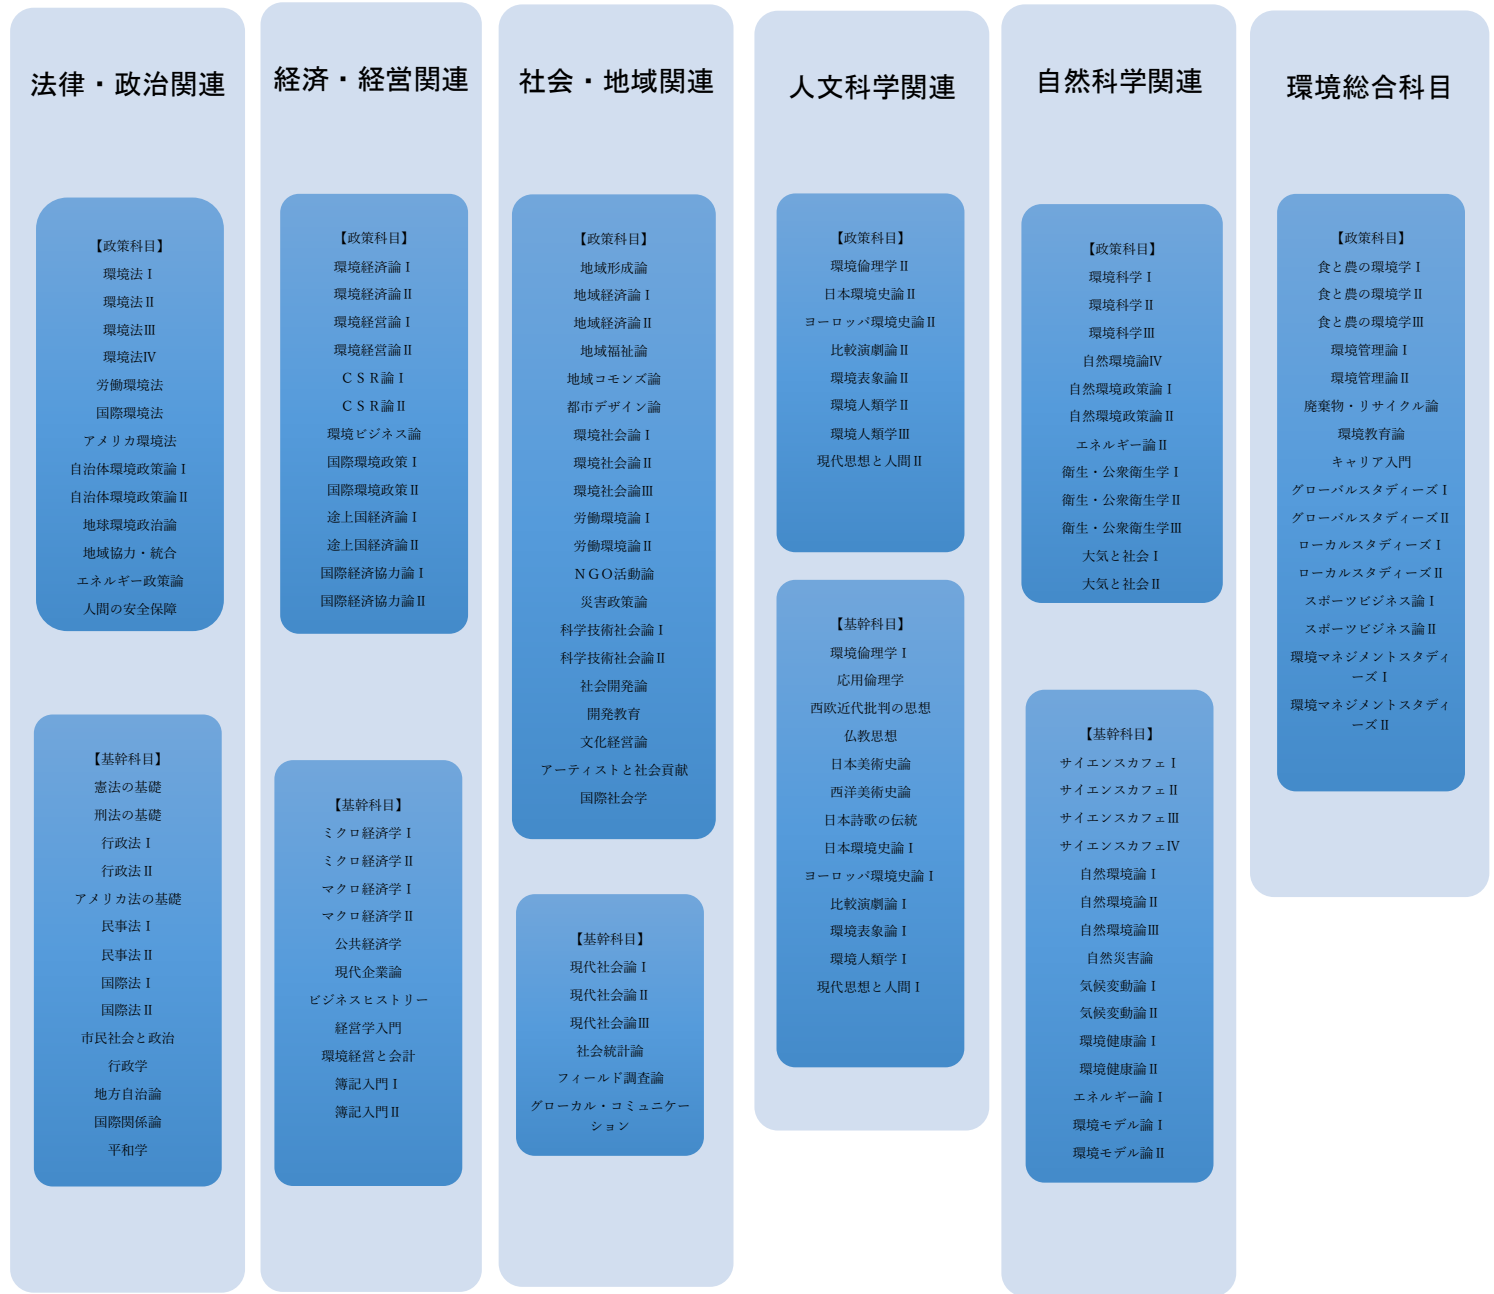 法律・政治関連
【政策科目】
環境法Ⅰ
環境法Ⅱ
環境法Ⅲ
環境法Ⅳ
労働環境法
国際環境法
アメリカ環境法
自治体環境政策論Ⅰ
自治体環境政策論Ⅱ
地球環境政治論
地域協力・統合
エネルギー政策論
人間の安全保障
【基幹科目】
憲法の基礎
刑法の基礎
行政法Ⅰ
行政法Ⅱ
アメリカ法の基礎
民事法Ⅰ
民事法Ⅱ
国際法Ⅰ
国際法Ⅱ
市民社会と政治
行政学
地方自治論
国際関係論
平和学
経済・経営関連
【政策科目】
環境経済論Ⅰ
環境経済論Ⅱ
環境経営論Ⅰ
環境経営論Ⅱ
ＣＳＲ論Ⅰ
ＣＳＲ論Ⅱ
環境ビジネス論
国際環境政策Ⅰ
国際環境政策Ⅱ
途上国経済論Ⅰ
途上国経済論Ⅱ
国際経済協力論Ⅰ
国際経済協力論Ⅱ
【基幹科目】
ミクロ経済学Ⅰ
ミクロ経済学Ⅱ
マクロ経済学Ⅰ
マクロ経済学Ⅱ
公共経済学
現代企業論
ビジネスヒストリー
経営学入門
環境経営と会計
簿記入門Ⅰ
簿記入門Ⅱ
社会・地域関連
【政策科目】
地域形成論
地域経済論Ⅰ
地域経済論Ⅱ
地域福祉論
地域コモンズ論
都市デザイン論
環境社会論Ⅰ
環境社会論Ⅱ
環境社会論Ⅲ
労働環境論Ⅰ
労働環境論Ⅱ
ＮＧＯ活動論
災害政策論
科学技術社会論Ⅰ
科学技術社会論Ⅱ
社会開発論
開発教育
文化経営論
アーティストと社会貢献
国際社会学
【基幹科目】
現代社会論Ⅰ
現代社会論Ⅱ
現代社会論Ⅲ
社会統計論
フィールド調査論
グローカル・コミュニケー
ション
人文科学関連
【政策科目】
環境倫理学Ⅱ
日本環境史論Ⅱ
ヨーロッパ環境史論Ⅱ
比較演劇論Ⅱ
環境表象論Ⅱ
環境人類学Ⅱ
環境人類学Ⅲ
現代思想と人間Ⅱ
【基幹科目】
環境倫理学Ⅰ
応用倫理学
西欧近代批判の思想
仏教思想
日本美術史論
西洋美術史論
日本詩歌の伝統
日本環境史論Ⅰ
ヨーロッパ環境史論Ⅰ
比較演劇論Ⅰ
環境表象論Ⅰ
環境人類学Ⅰ
現代思想と人間Ⅰ
自然科学関連
【政策科目】
環境科学Ⅰ
環境科学Ⅱ
環境科学Ⅲ
自然環境論Ⅳ
自然環境政策論Ⅰ
自然環境政策論Ⅱ
エネルギー論Ⅱ
衛生・公衆衛生学Ⅰ
衛生・公衆衛生学Ⅱ
衛生・公衆衛生学Ⅲ
大気と社会Ⅰ
大気と社会Ⅱ
【基幹科目】
サイエンスカフェⅠ
サイエンスカフェⅡ
サイエンスカフェⅢ
サイエンスカフェⅣ
自然環境論Ⅰ
自然環境論Ⅱ
自然環境論Ⅲ
自然災害論
気候変動論Ⅰ
気候変動論Ⅱ
環境健康論Ⅰ
環境健康論Ⅱ
エネルギー論Ⅰ
環境モデル論Ⅰ
環境モデル論Ⅱ
環境総合科目
【政策科目】
食と農の環境学Ⅰ
食と農の環境学Ⅱ
食と農の環境学Ⅲ
環境管理論Ⅰ
環境管理論Ⅱ
廃棄物・リサイクル論
環境教育論
キャリア入門
グローバルスタディーズⅠ
グローバルスタディーズⅡ
ローカルスタディーズⅠ
ローカルスタディーズⅡ
スポーツビジネス論Ⅰ
スポーツビジネス論Ⅱ
環境マネジメントスタディ
ーズⅠ
環境マネジメントスタディ
ーズⅡ